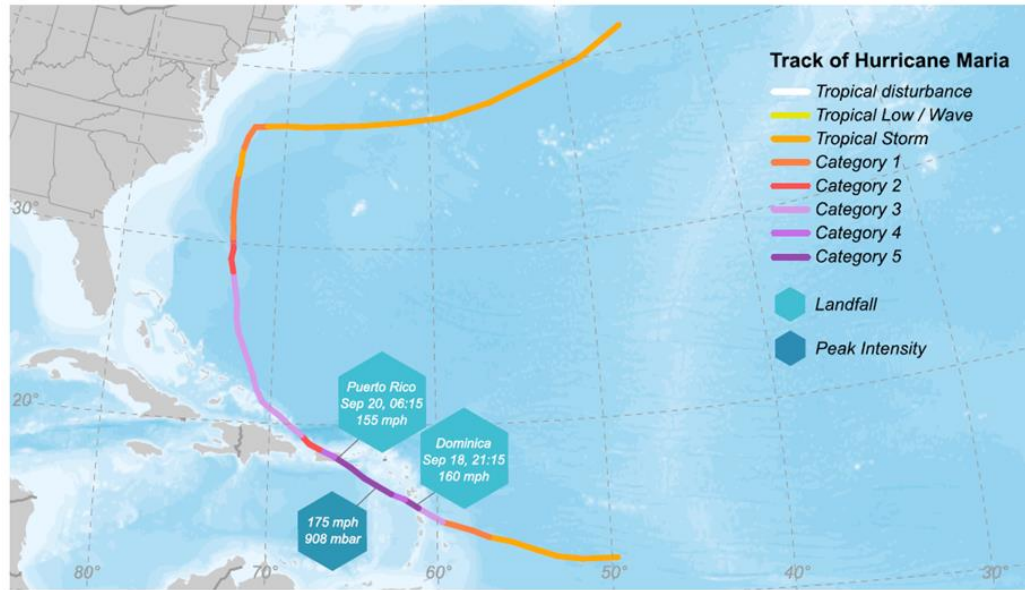 Track of Hurricane Maria
Tropical disturbance
Tropical Low / Wave
Tropical Storm
Category 1
Category 2
Category 3
Category 4
Category 5
Landfall
Peak Intensity
30°
20°
Puerto Rico
Sep 20, 06:15
155 mph
Dominica
Sep 18, 21:15
160 mph
175 mph
908 mbar
80°
70°
60°
50°
40°
30°